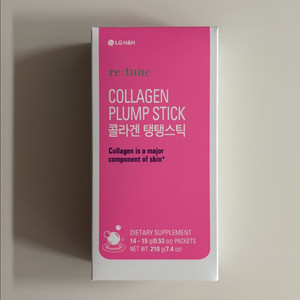 LG H&H
re:tune
COLLAGEN
PLUMP STICK
콜라겐 탱탱스틱
Collagen is a major
component of skin*
DIETARY SUPPLEMENT
14 - 15 g(0.53 oz) PACKETS
NET WT. 210 g(7.4 oz)